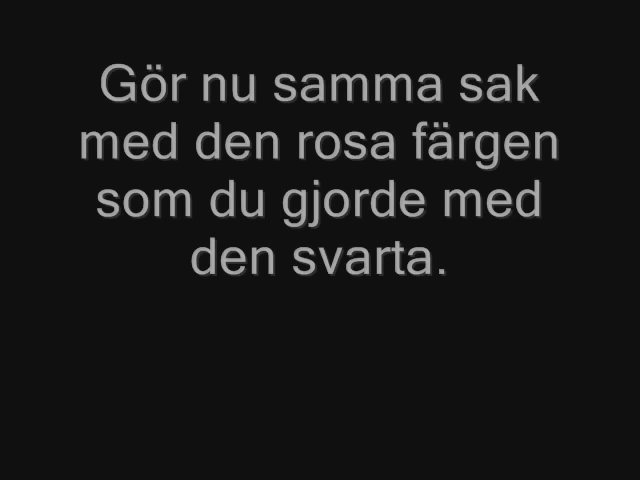 Gör nu samma sak
med den rosa färgen
som du gjorde med
den svarta.